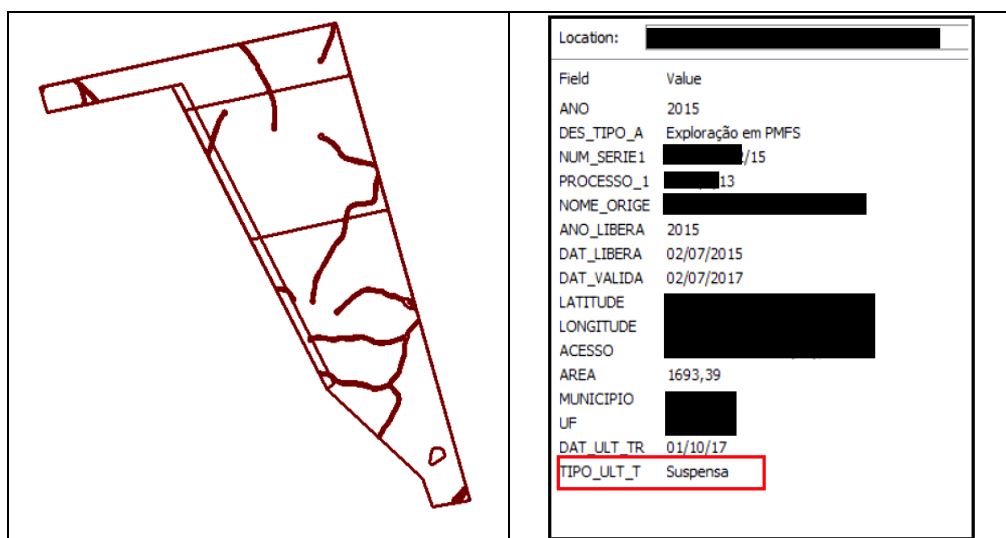 Location:
Field Value
ANO 2015
DES_TIPO_A Exploração em PMFS
NUM_SERIE1 /15
PROCESSO_1 13
NOME_ORIGE
ANO_LIBERA 2015
DAT_LIBERA 02/07/2015
DAT_VALIDA 02/07/2017
LATITUDE
LONGITUDE
ACESSO
AREA 1693,39
MUNICIPIO
UF
DAT_ULT_TR 01/10/17
TIPO_ULT_T Suspensa